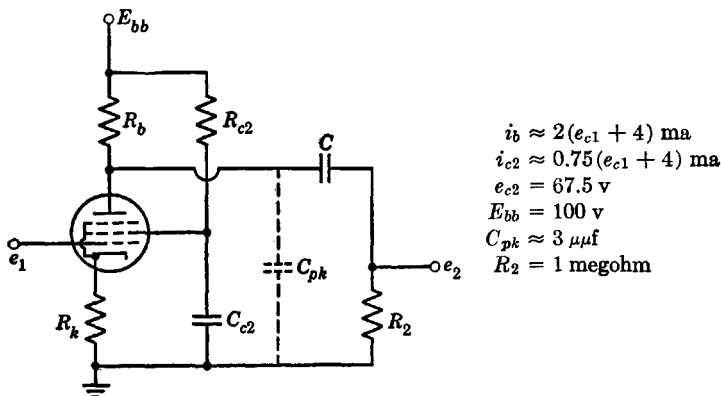 E_bb
R_b
R_c2
C
i_b ≈ 2(e_c1 + 4) ma
i_c2 ≈ 0.75(e_c1 + 4) ma
e_c2 = 67.5 v
E_bb = 100 v
C_pk ≈ 3 μμf
R_2 = 1 megohm
e_1
C_pk
e_2
R_k
C_c2
R_2